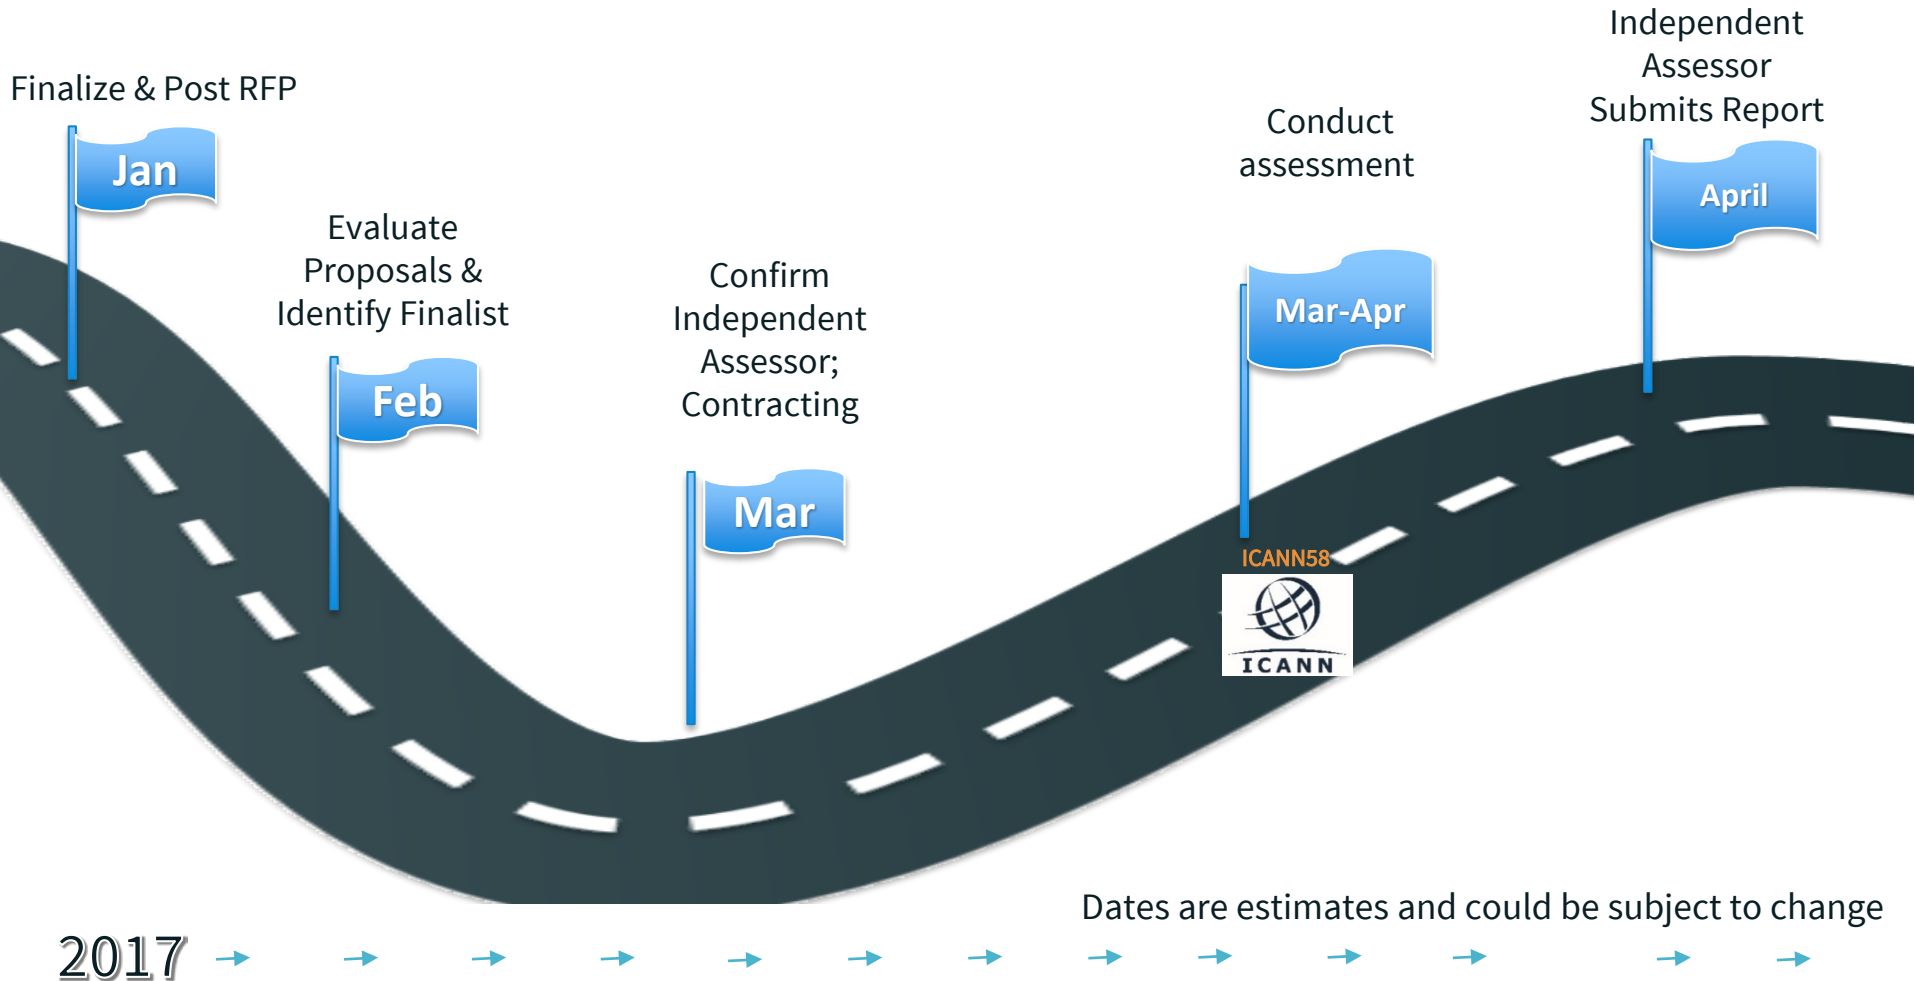 Finalize & Post RFP
Jan
Evaluate
Proposals &
Identify Finalist
Feb
Confirm
Independent
Assessor;
Contracting
Mar
Conduct
assessment
Mar-Apr
ICANN58
ICANN
Independent
Assessor
Submits Report
April
Dates are estimates and could be subject to change
2017